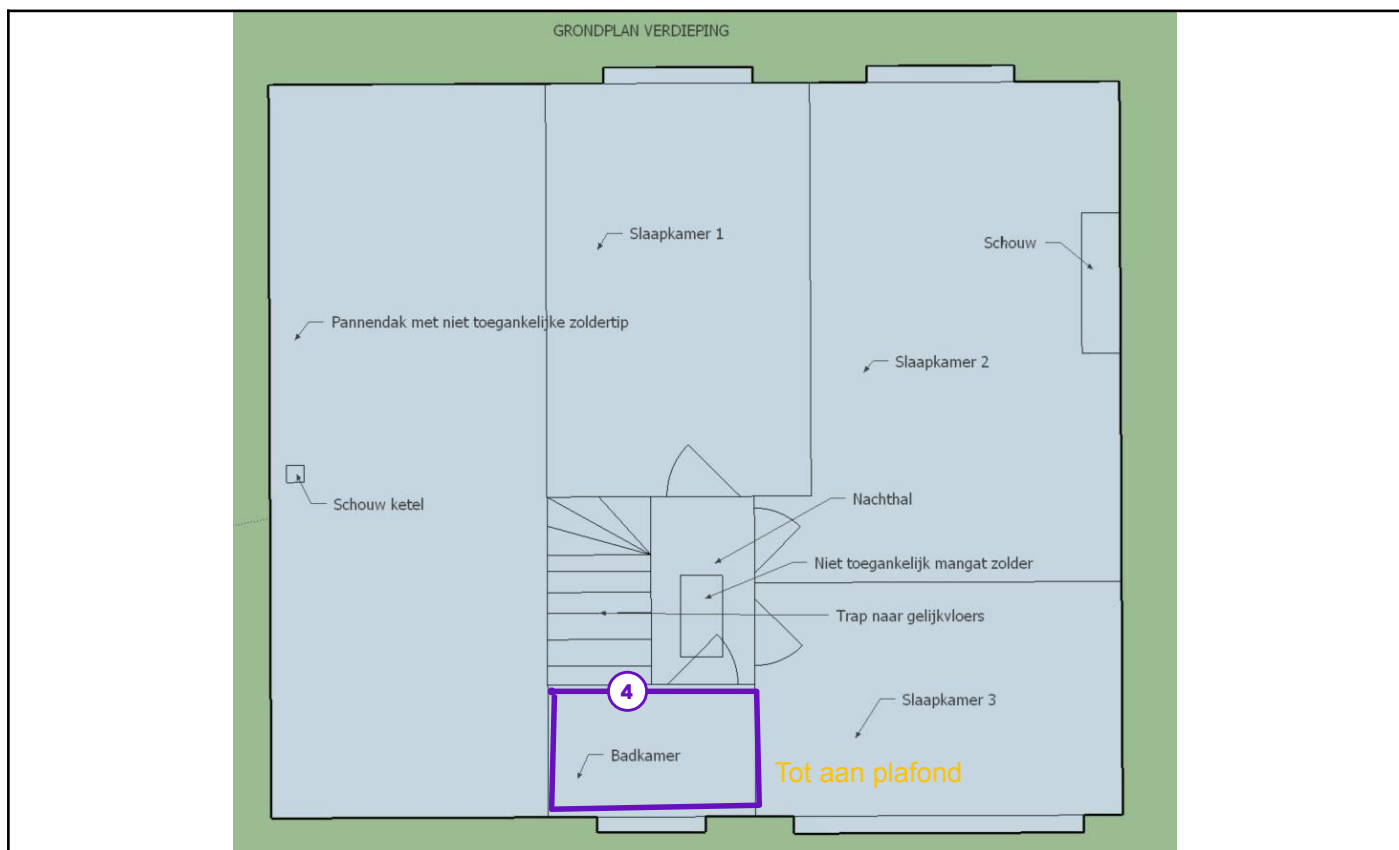 GRONDPLAN VERDIEPING
Slaapkamer 1
Schouw
Pannendak met niet toegankelijke zoldertip
Slaapkamer 2
Schouw ketel
Nachthal
Niet toegankelijk mangat zolder
Trap naar gelijkvloers
4
Slaapkamer 3
Badkamer
Tot aan plafond